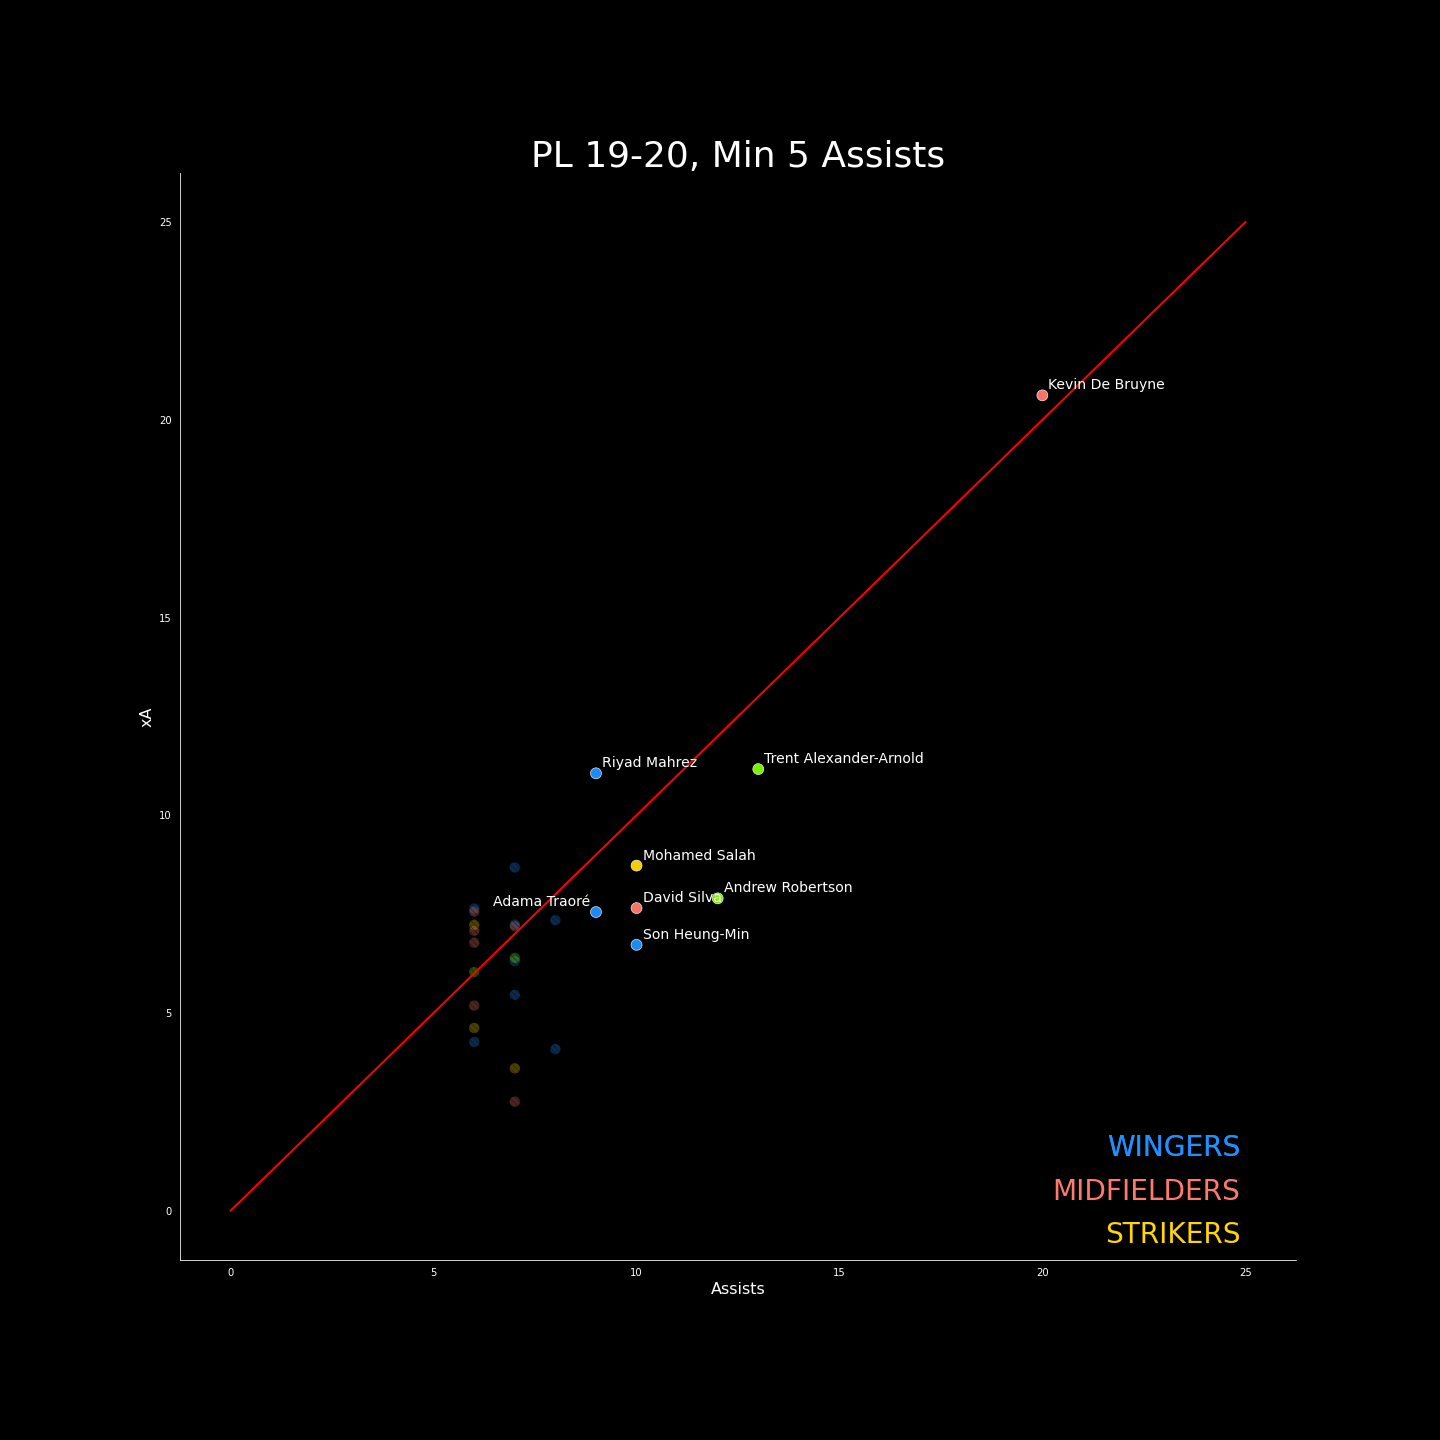 PL 19-20, Min 5 Assists
25
Kevin De Bruyne
20
15
xA
Riyad Mahrez
Trent Alexander-Arnold
10
Mohamed Salah
Andrew Robertson
David Silva
Adama Traoré
Son Heung-Min
5
WINGERS
MIDFIELDERS
STRIKERS
0
0 5 10 15 20 25
Assists